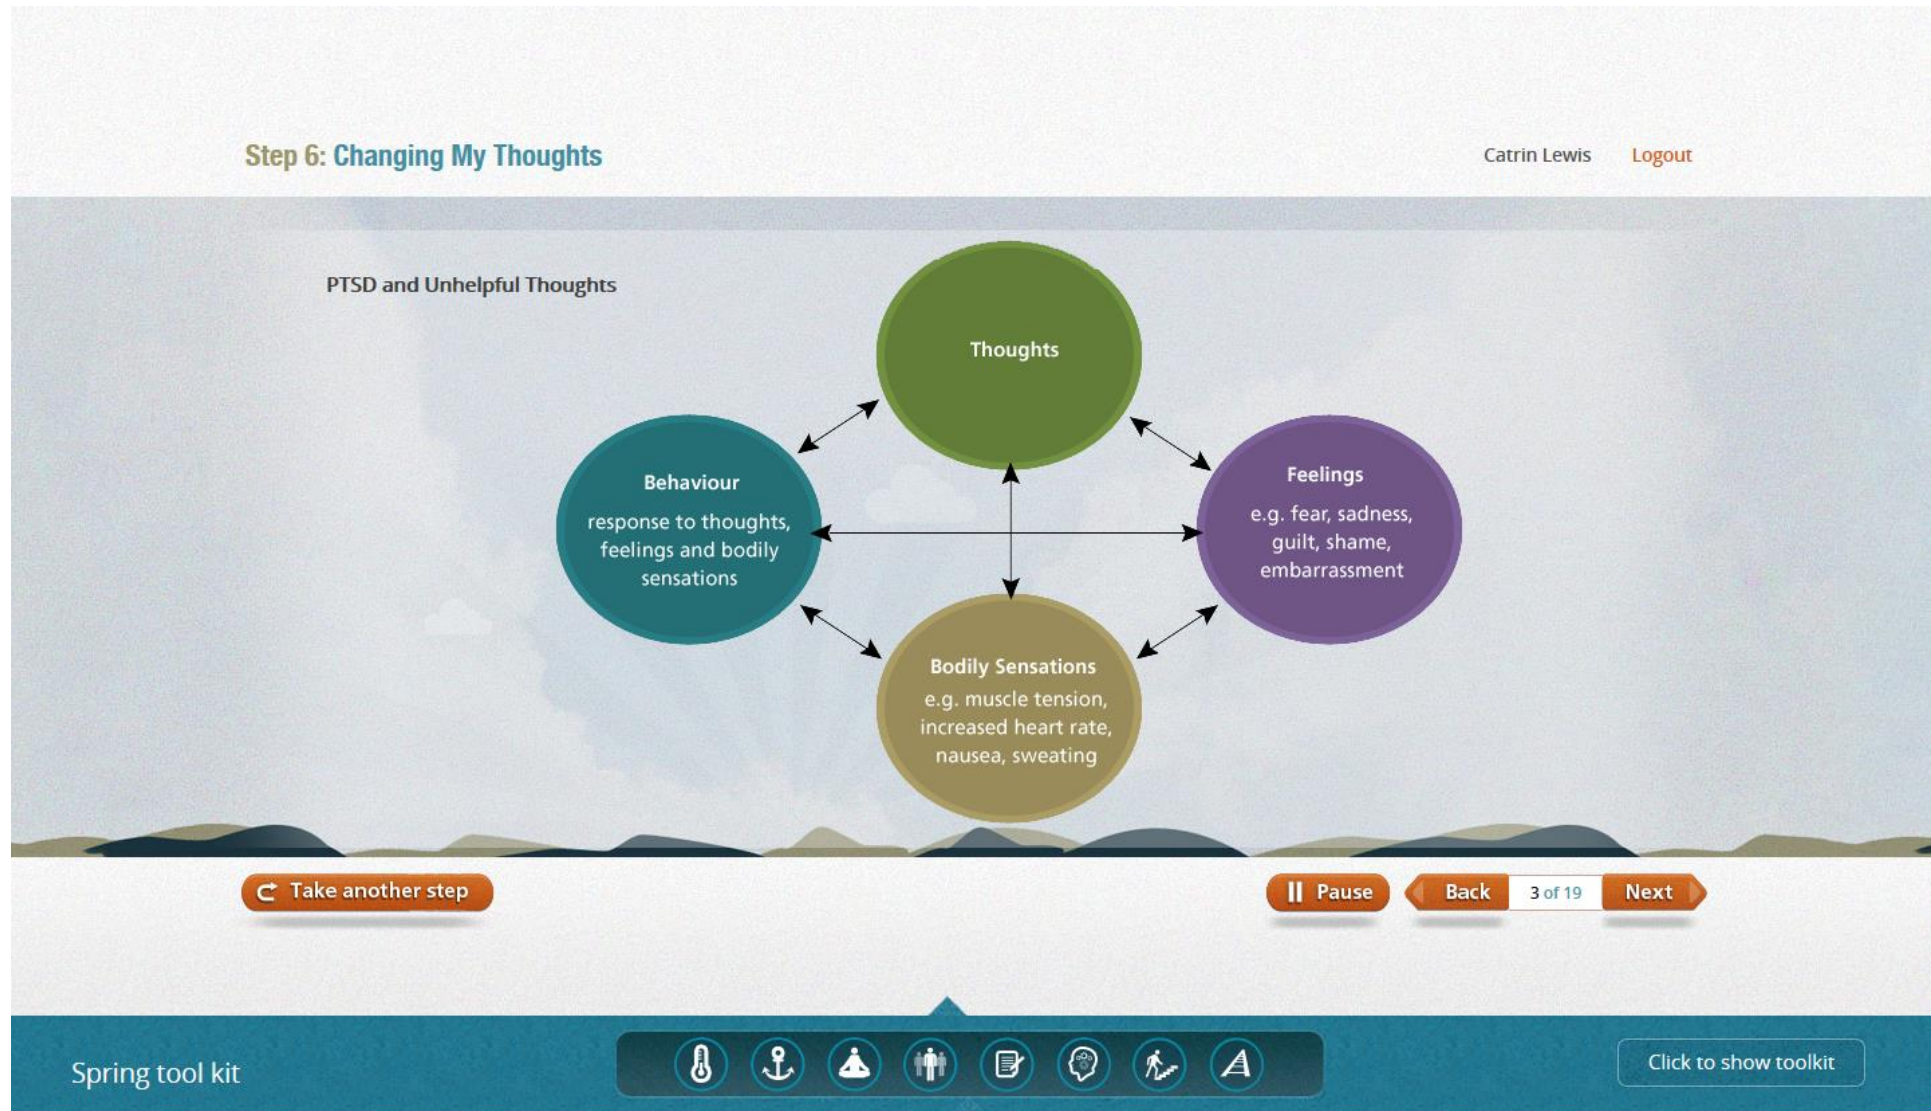 Step 6: Changing My Thoughts
Catrin Lewis
Logout
PTSD and Unhelpful Thoughts
Thoughts
Behaviour
response to thoughts,
feelings and bodily
sensations
Feelings
e.g. fear, sadness,
guilt, shame,
embarrassment
Bodily Sensations
e.g. muscle tension,
increased heart rate,
nausea, sweating
Take another step
Pause
Back
3 of 19
Next
Spring tool kit
Click to show toolkit